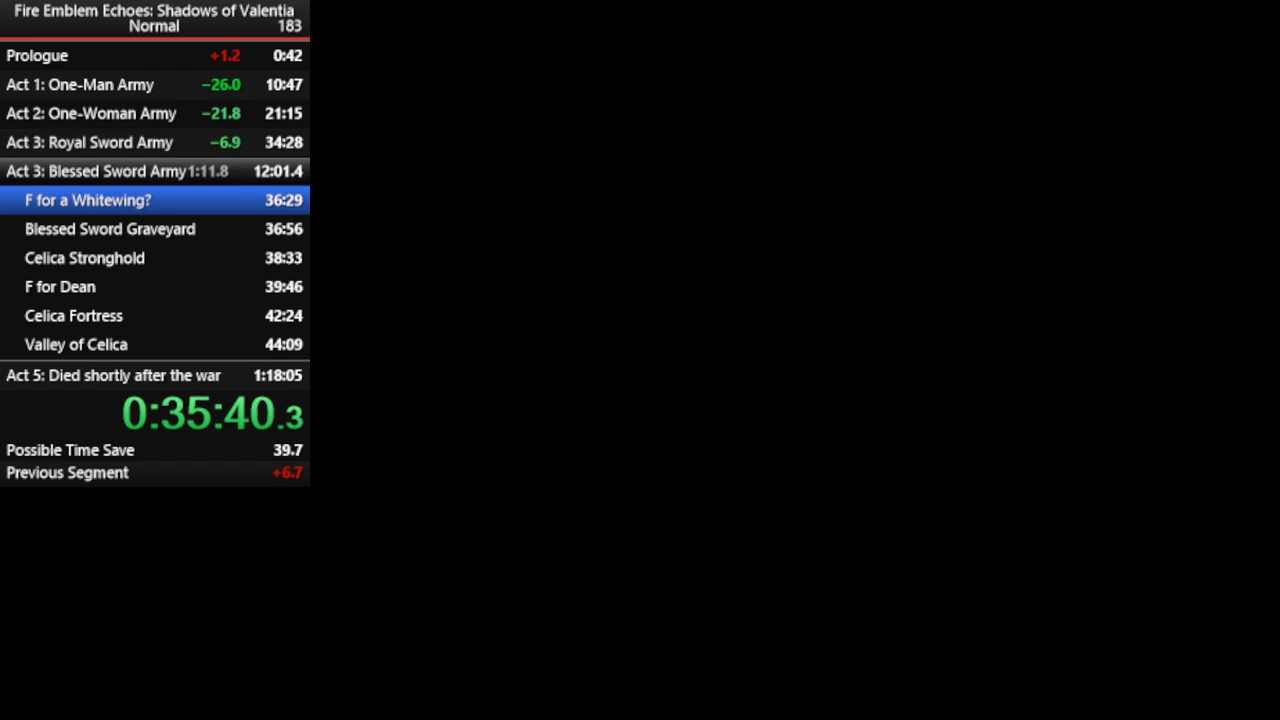 Fire Emblem Echoes: Shadows of Valentia
Normal 183
Prologue +1.2 0:42
Act 1: One-Man Army −26.0 10:47
Act 2: One-Woman Army −21.8 21:15
Act 3: Royal Sword Army −6.9 34:28
Act 3: Blessed Sword Army 1:11.8 12:01.4
F for a Whitewing? 36:29
Blessed Sword Graveyard 36:56
Celica Stronghold 38:33
F for Dean 39:46
Celica Fortress 42:24
Valley of Celica 44:09
Act 5: Died shortly after the war 1:18:05
0:35:40.3
Possible Time Save 39.7
Previous Segment +6.7